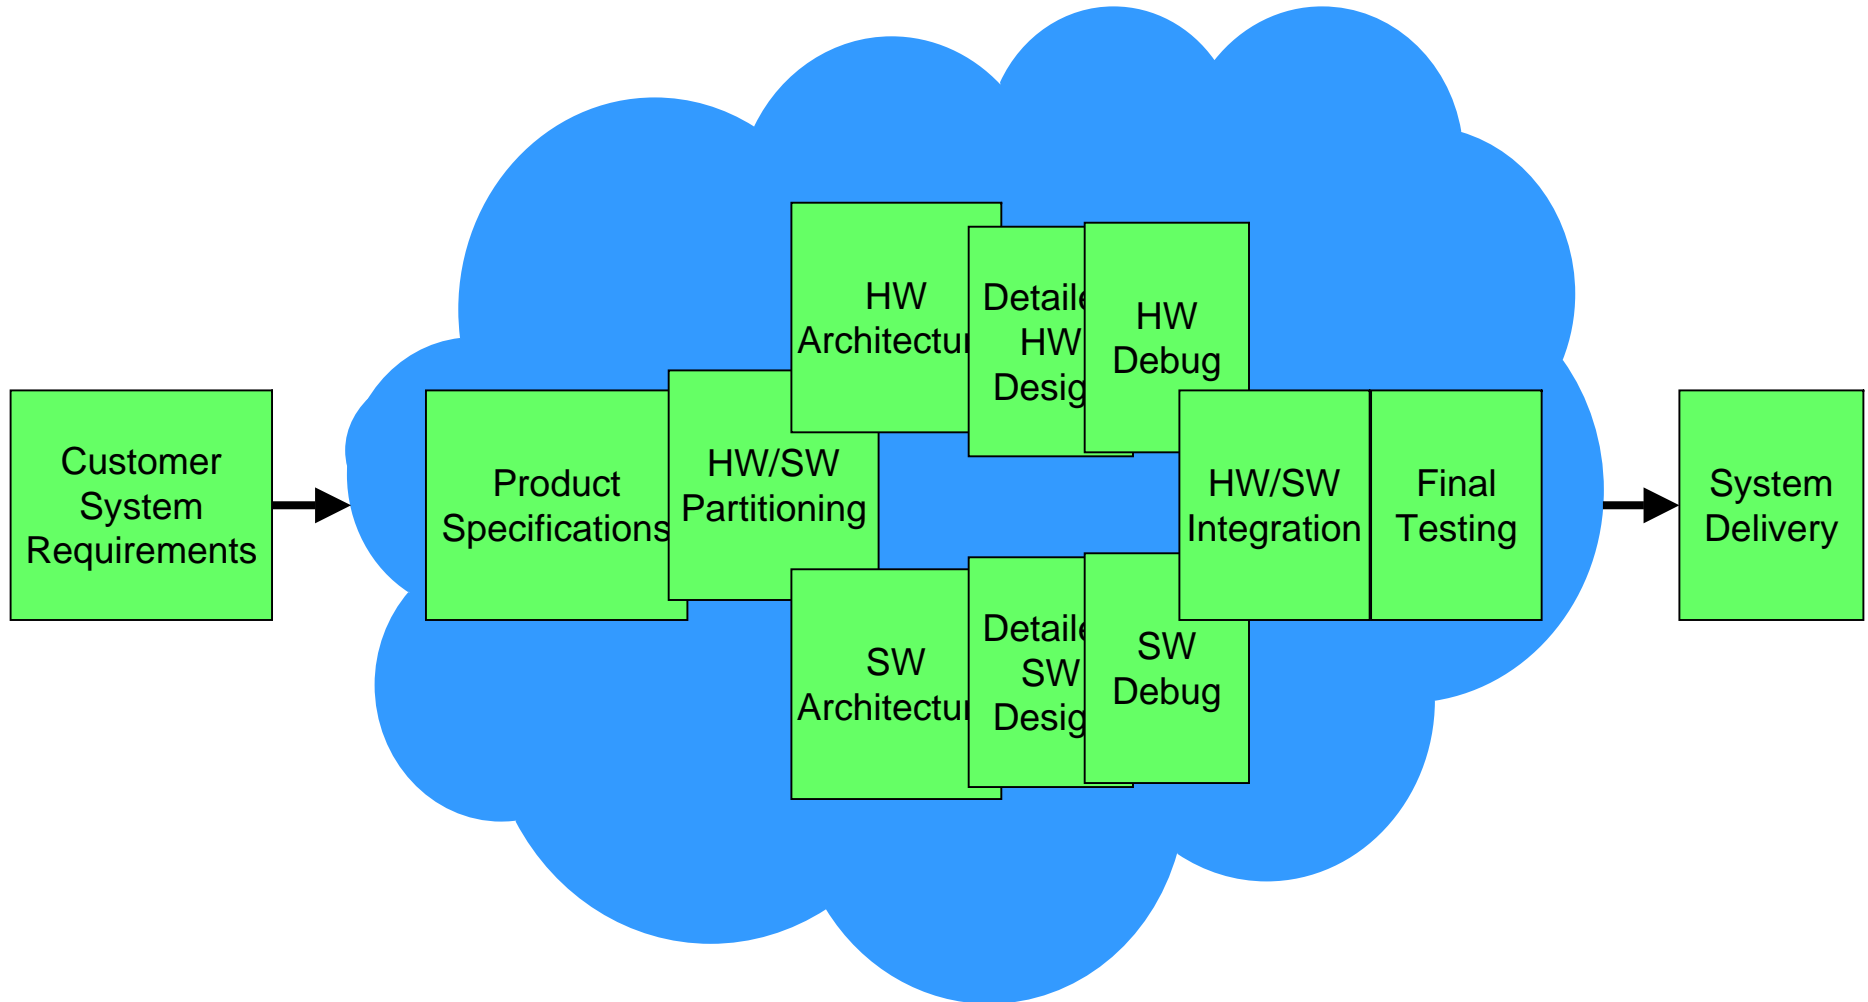 Customer
System
Requirements
Product
Specifications
HW/SW
Partitioning
HW
Architectur
Detaile
HW
Desig
HW
Debug
SW
Architectur
Detaile
SW
Desig
SW
Debug
HW/SW
Integration
Final
Testing
System
Delivery